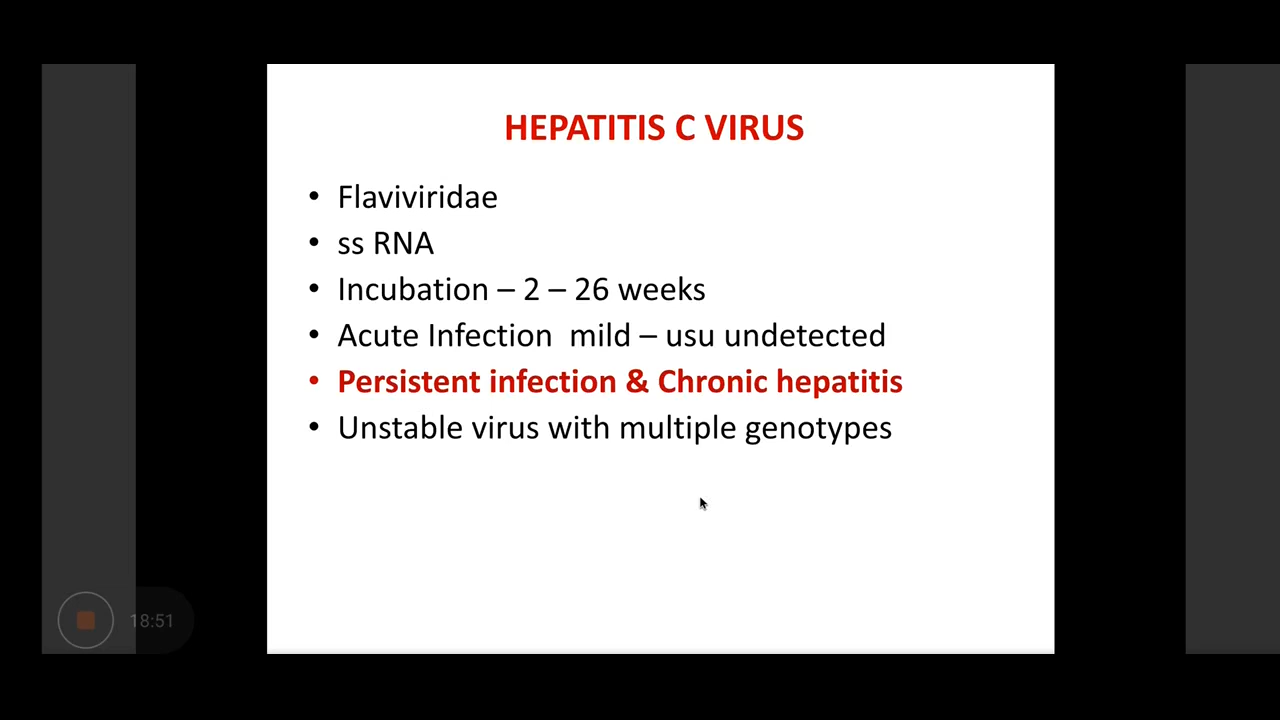 HEPATITIS C VIRUS
• Flaviviridae
• ss RNA
• Incubation – 2 – 26 weeks
• Acute Infection  mild – usu undetected
• Persistent infection & Chronic hepatitis
• Unstable virus with multiple genotypes
18:51